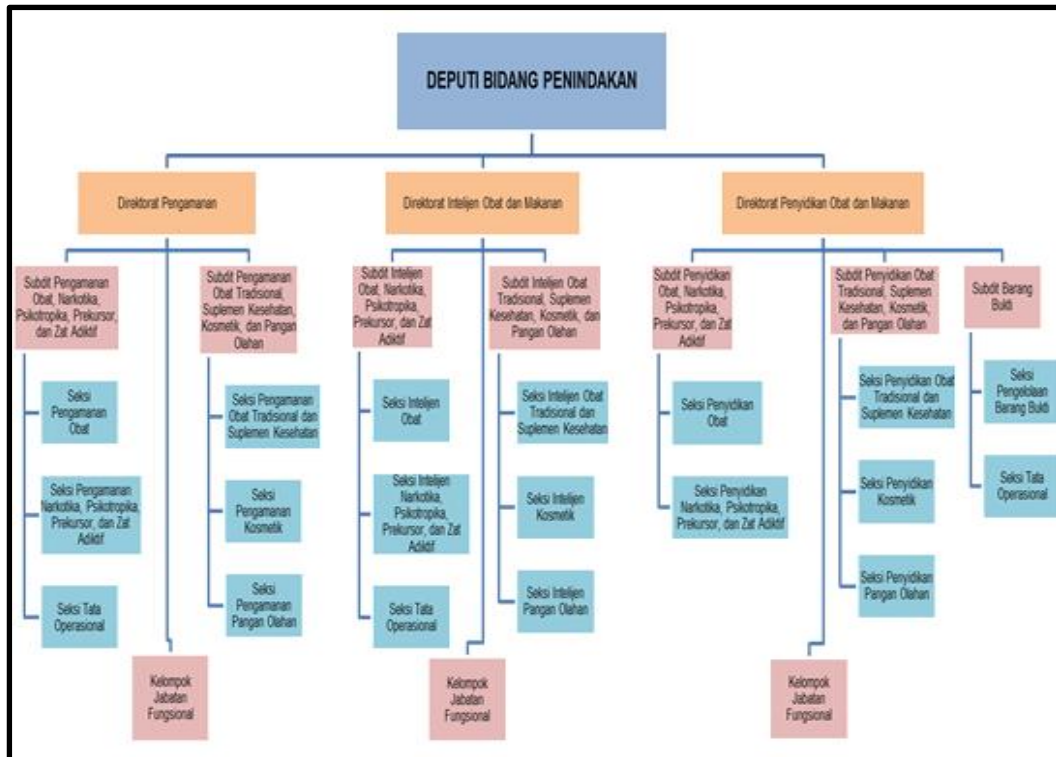 DEPUTI BIDANG PENINDAKAN
Direktorat Pengamanan
Direktorat Intelijen Obat dan Makanan
Direktorat Penyidikan Obat dan Makanan
Subdit Pengamanan
Obat, Narkotika,
Psikotropika, Prekursor,
dan Zat Adiktif
Subdit Pengamanan
Obat Tradisional,
Suplemen Kesehatan,
Kosmetik, dan Pangan
Olahan
Subdit Intelijen
Obat, Narkotika,
Psikotropika,
Prekursor, dan Zat
Adiktif
Subdit Intelijen Obat
Tradisional, Suplemen
Kesehatan, Kosmetik, dan
Pangan Olahan
Subdit Penyidikan
Obat, Narkotika,
Psikotropika,
Prekursor, dan Zat
Adiktif
Subdit Penyidikan Obat
Tradisional, Suplemen
Kesehatan, Kosmetik,
dan Pangan Olahan
Subdit Barang
Bukti
Seksi
Pengamanan
Obat
Seksi Pengamanan
Obat Tradisional dan
Suplemen Kesehatan
Seksi Intelijen
Obat
Seksi Intelijen Obat
Tradisional dan
Suplemen Kesehatan
Seksi Penyidikan
Obat
Seksi Penyidikan Obat
Tradisional dan
Suplemen Kesehatan
Seksi
Pengelolaan
Barang Bukti
Seksi Pengamanan
Narkotika, Psikotropika,
Prekursor, dan Zat
Adiktif
Seksi
Pengamanan
Kosmetik
Seksi Intelijen
Narkotika,
Psikotropika,
Prekursor, dan Zat
Adiktif
Seksi Intelijen
Kosmetik
Seksi Penyidikan
Narkotika, Psikotropika,
Prekursor, dan Zat Adiktif
Seksi Penyidikan
Kosmetik
Seksi Tata
Operasional
Seksi Tata
Operasional
Seksi
Pengamanan
Pangan Olahan
Seksi Tata
Operasional
Seksi Intelijen
Pangan Olahan
Seksi Penyidikan
Pangan Olahan
Kelompok
Jabatan
Fungsional
Kelompok
Jabatan
Fungsional
Kelompok
Jabatan
Fungsional